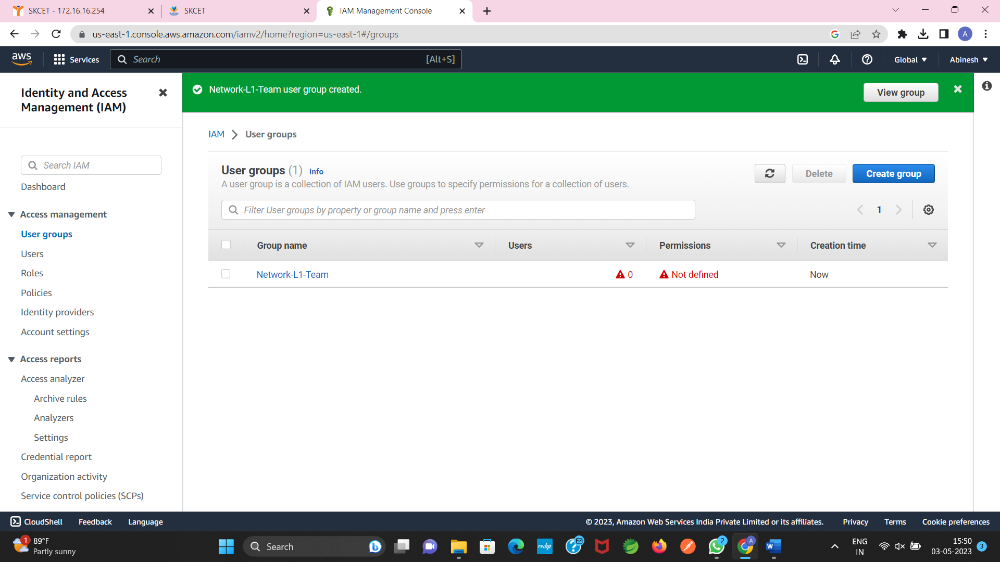 SKCET - 172.16.16.254
SKCET
IAM Management Console
us-east-1.console.aws.amazon.com/iamv2/home?region=us-east-1#/groups
A
aws
Services
Search
[Alt+S]
Global
Abinesh
Identity and Access
Management (IAM)
Search IAM
Dashboard
Access management
User groups
Users
Roles
Policies
Identity providers
Account settings
Access reports
Access analyzer
Archive rules
Analyzers
Settings
Credential report
Organization activity
Service control policies (SCPs)
Network-L1-Team user group created.
View group
IAM
User groups
User groups (1) Info
A user group is a collection of IAM users. Use groups to specify permissions for a collection of users.
Delete
Create group
Filter User groups by property or group name and press enter
1
Group name
Users
Permissions
Creation time
Network-L1-Team
0
Not defined
Now
CloudShell
Feedback
Language
© 2023, Amazon Web Services India Private Limited or its affiliates.
Privacy
Terms
Cookie preferences
1
89°F
Partly sunny
Search
myhp
2
A
W
ENG
IN
15:50
03-05-2023
3